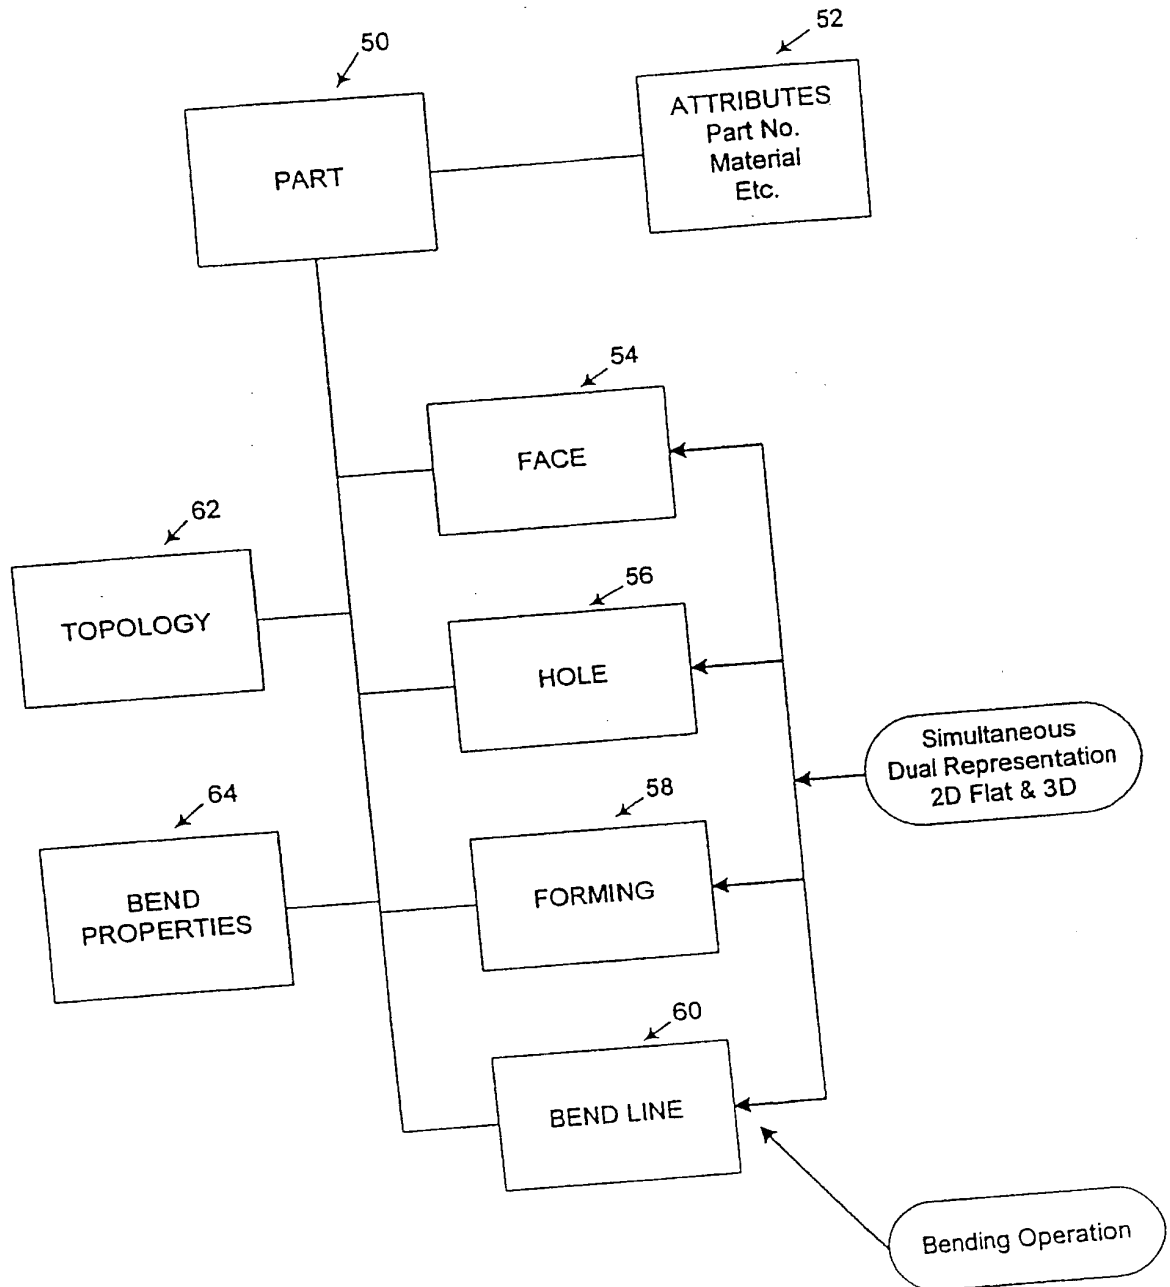 50
52
PART
ATTRIBUTES
Part No.
Material
Etc.
54
FACE
62
TOPOLOGY
56
HOLE
Simultaneous
Dual Representation
2D Flat & 3D
64
BEND
PROPERTIES
58
FORMING
60
BEND LINE
Bending Operation